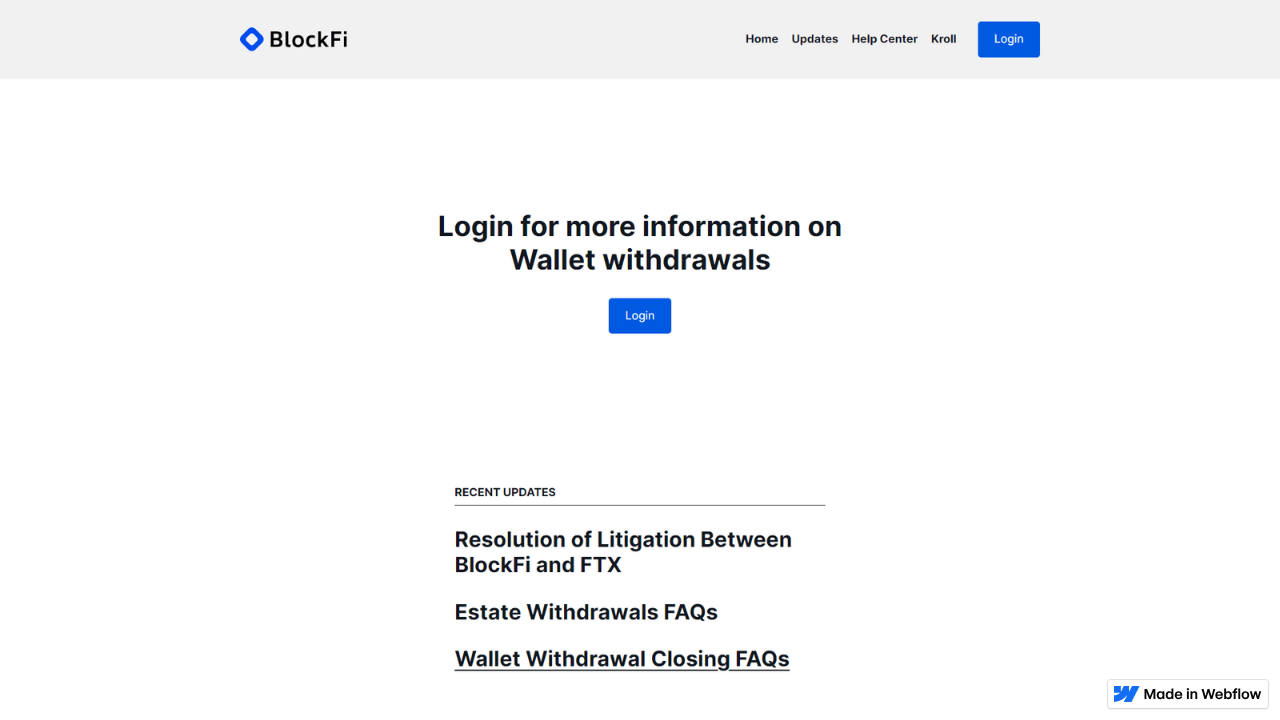 BlockFi
Home Updates Help Center Kroll Login
Login for more information on
Wallet withdrawals
Login
RECENT UPDATES
Resolution of Litigation Between
BlockFi and FTX
Estate Withdrawals FAQs
Wallet Withdrawal Closing FAQs
Made in Webflow